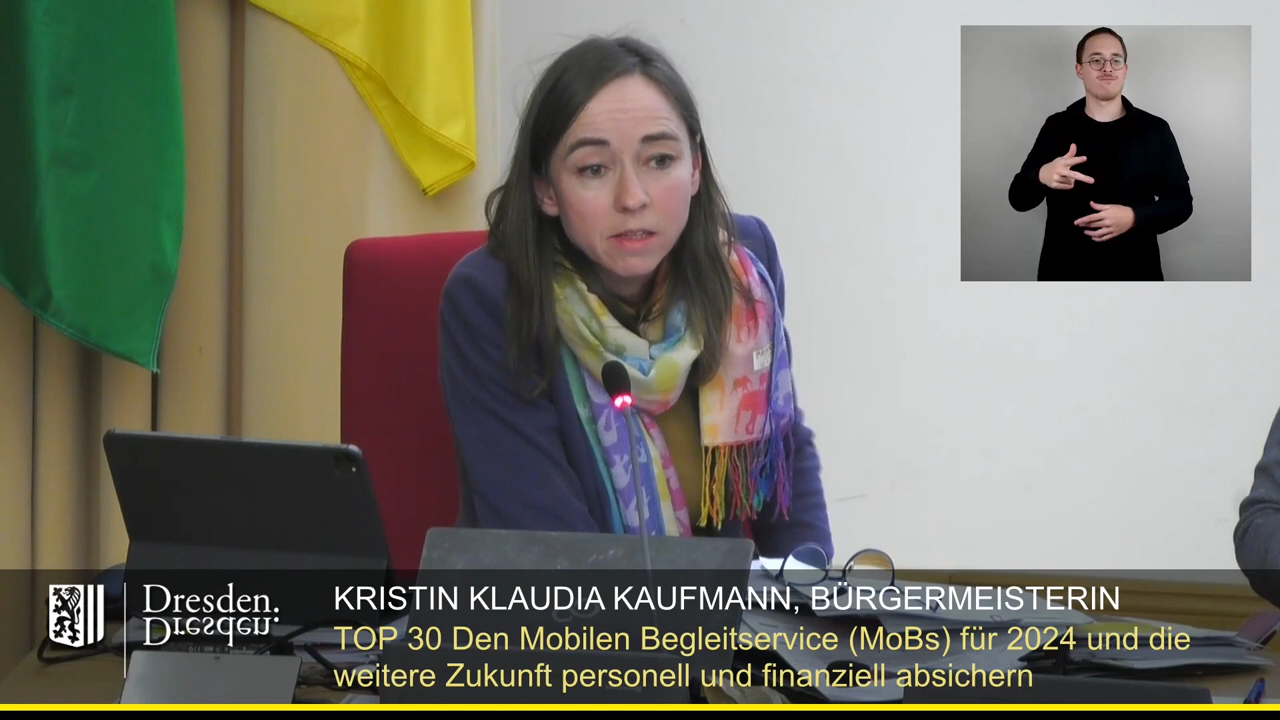 Dresden.
Dresden.
KRISTIN KLAUDIA KAUFMANN, BÜRGERMEISTERIN
TOP 30 Den Mobilen Begleitservice (MoBs) für 2024 und die
weitere Zukunft personell und finanziell absichern